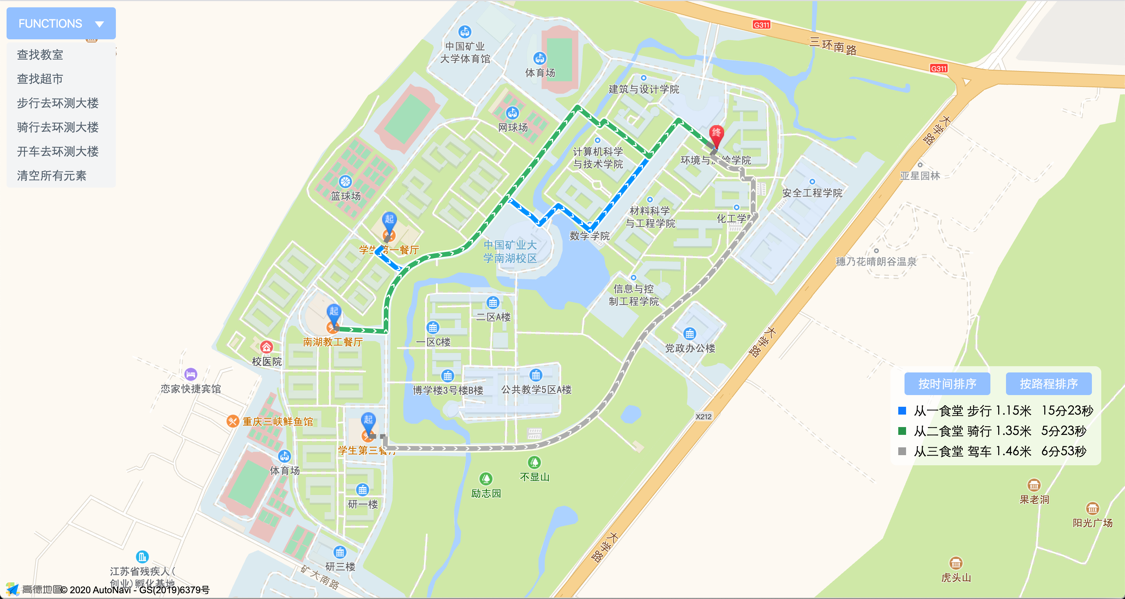 FUNCTIONS
查找教室
查找超市
步行去环测大楼
骑行去环测大楼
开车去环测大楼
清空所有元素
G311
三环南路
G311
中国矿业
大学体育馆
体育场
建筑与设计学院
网球场
大学路
计算机科学
与技术学院
终
亚星园林
篮球场
安全工程学院
材料科学
与工程学院
化工学
起
数学学院
学生第一餐厅
中国矿业大
学南湖校区
穗乃花晴朗谷温泉
信息与控
制工程学院
二区A楼
起
南湖教工餐厅
一区C楼
大学路
党政办公楼
校医院
恋家快捷宾馆
博学楼3号楼B楼
公共教学5区A楼
按时间排序
按路程排序
从一食堂 步行 1.15米 15分23秒
从二食堂 骑行 1.35米 5分23秒
从三食堂 驾车 1.46米 6分53秒
X212
重庆三峡鲜鱼馆
起
学生第三餐厅
体育场
不显山
励志园
研一楼
果老洞
阳光广场
大学路
研三楼
江苏省残疾人(
创业)孵化基地
矿大南路
虎头山
高德地图
© 2020 AutoNavi - GS(2019)6379号